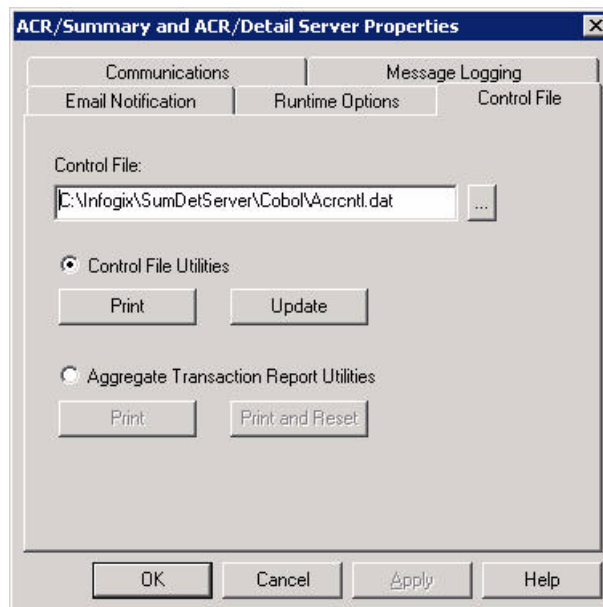 ACR/Summary and ACR/Detail Server Properties
Communications
Message Logging
Email Notification
Runtime Options
Control File
Control File:
C:\Infogix\SumDetServer\Cobol\Acrcntl.dat
...
Control File Utilities
Print
Update
Aggregate Transaction Report Utilities
Print
Print and Reset
OK
Cancel
Apply
Help